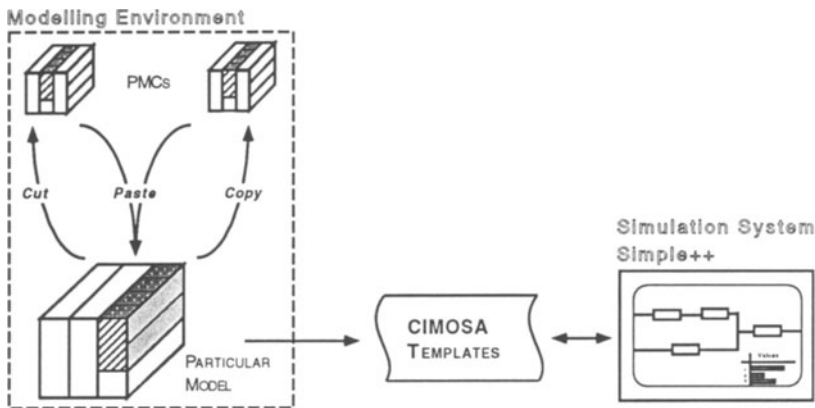 Modelling Environment
PMCs
Cut
Paste
Copy
Simulation System
Simple++
CIMOSA
TEMPLATES
PARTICULAR
MODEL
Values